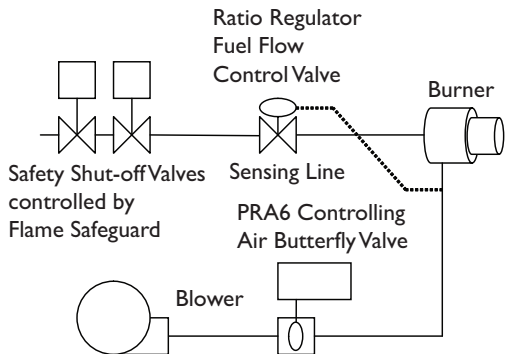 Ratio Regulator
Fuel Flow
Control Valve
Burner
Safety Shut-off Valves
controlled by
Flame Safeguard
Sensing Line
PRA6 Controlling
Air Butterfly Valve
Blower